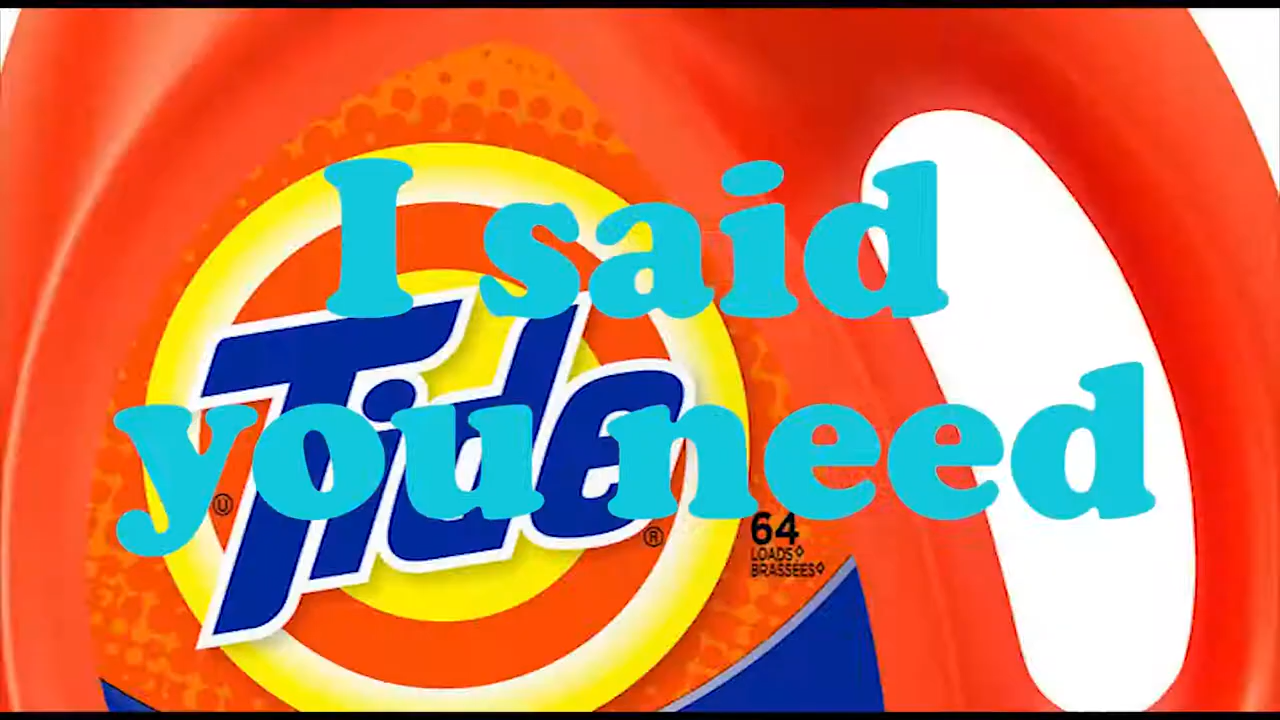 I said
Tide
you need
U
®
64
LOADS◊
BRASSÉES◊